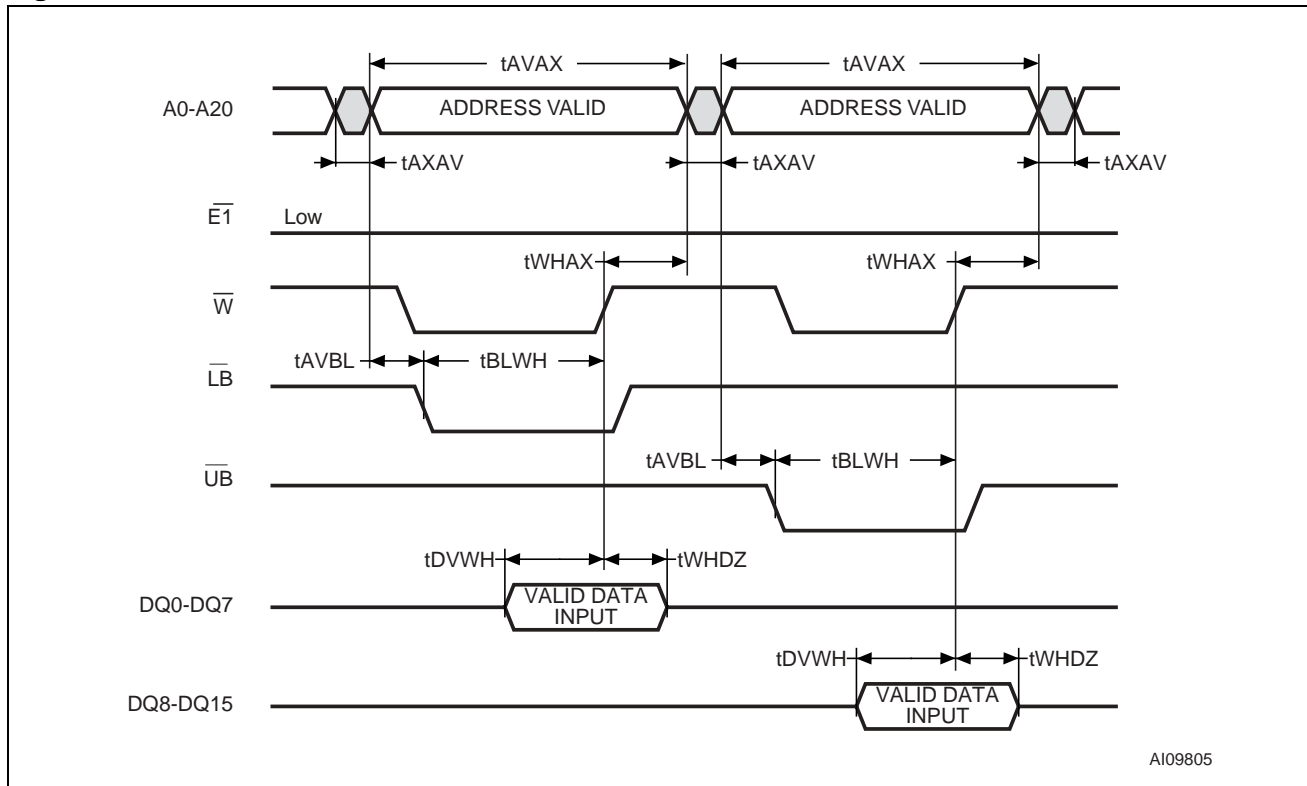 tAVAX tAVAX
A0-A20 ADDRESS VALID ADDRESS VALID
tAXAV tAXAV tAXAV
E1 Low
tWHAX tWHAX
W
tAVBL tBLWH
LB
tAVBL tBLWH
UB
tDVWH tWHDZ
DQ0-DQ7 VALID DATA
INPUT
tDVWH tWHDZ
DQ8-DQ15 VALID DATA
INPUT
AI09805